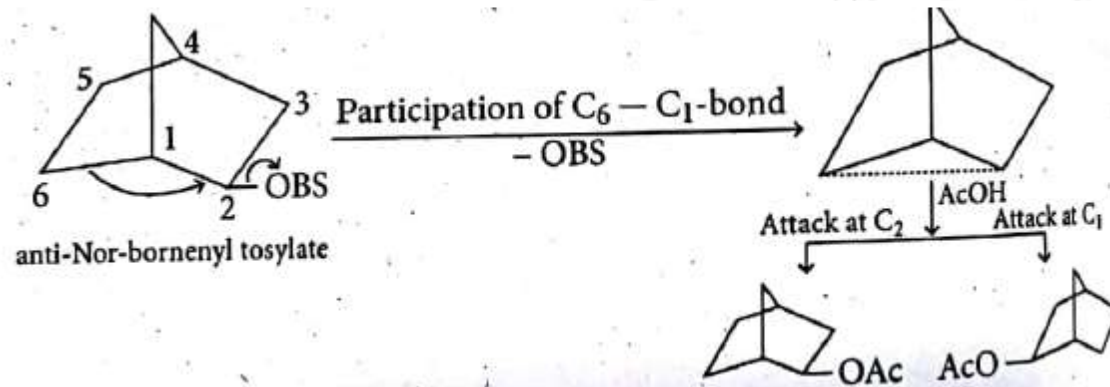 4
5
3
Participation of C₆ – C₁-bond
1
– OBS
OBS
6
2
AcOH
anti-Nor-bornenyl tosylate
Attack at C₂
Attack at C₁
OAc
AcO